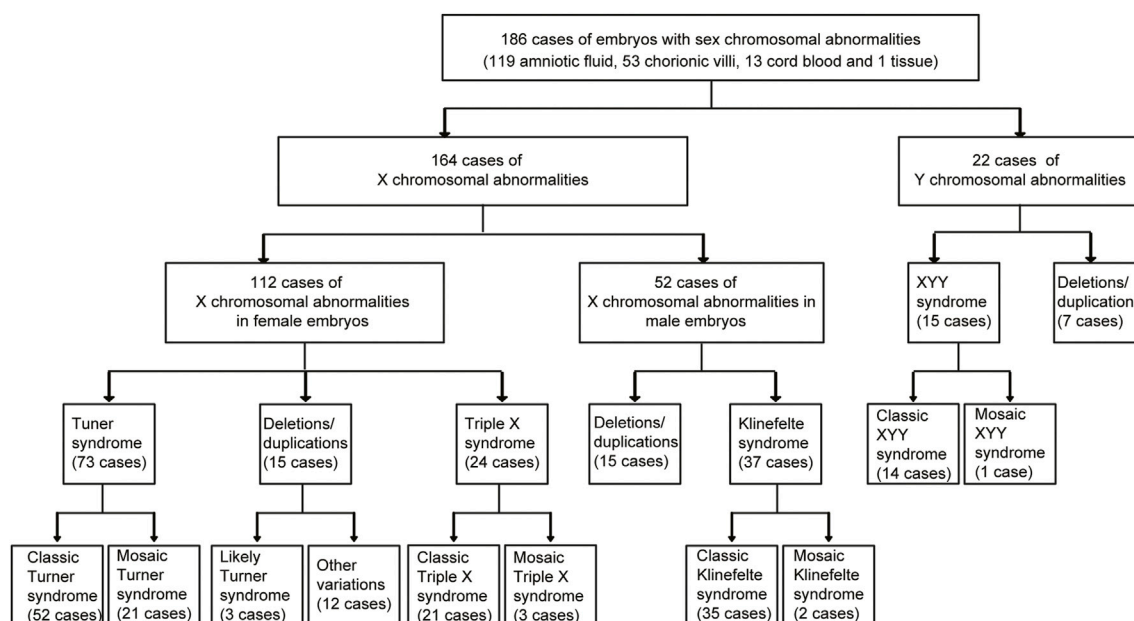 186 cases of embryos with sex chromosomal abnormalities
(119 amniotic fluid, 53 chorionic villi, 13 cord blood and 1 tissue)
164 cases of
X chromosomal abnormalities
22 cases of
Y chromosomal abnormalities
112 cases of
X chromosomal abnormalities
in female embryos
52 cases of
X chromosomal abnormalities in
male embryos
XYY
syndrome
(15 cases)
Deletions/
duplication
(7 cases)
Tuner
syndrome
(73 cases)
Deletions/
duplications
(15 cases)
Triple X
syndrome
(24 cases)
Deletions/
duplications
(15 cases)
Klinefelte
syndrome
(37 cases)
Classic
XYY
syndrome
(14 cases)
Mosaic
XYY
syndrome
(1 case)
Classic
Turner
syndrome
(52 cases)
Mosaic
Turner
syndrome
(21 cases)
Likely
Turner
syndrome
(3 cases)
Other
variations
(12 cases)
Classic
Triple X
syndrome
(21 cases)
Mosaic
Triple X
syndrome
(3 cases)
Classic
Klinefelte
syndrome
(35 cases)
Mosaic
Klinefelte
syndrome
(2 cases)